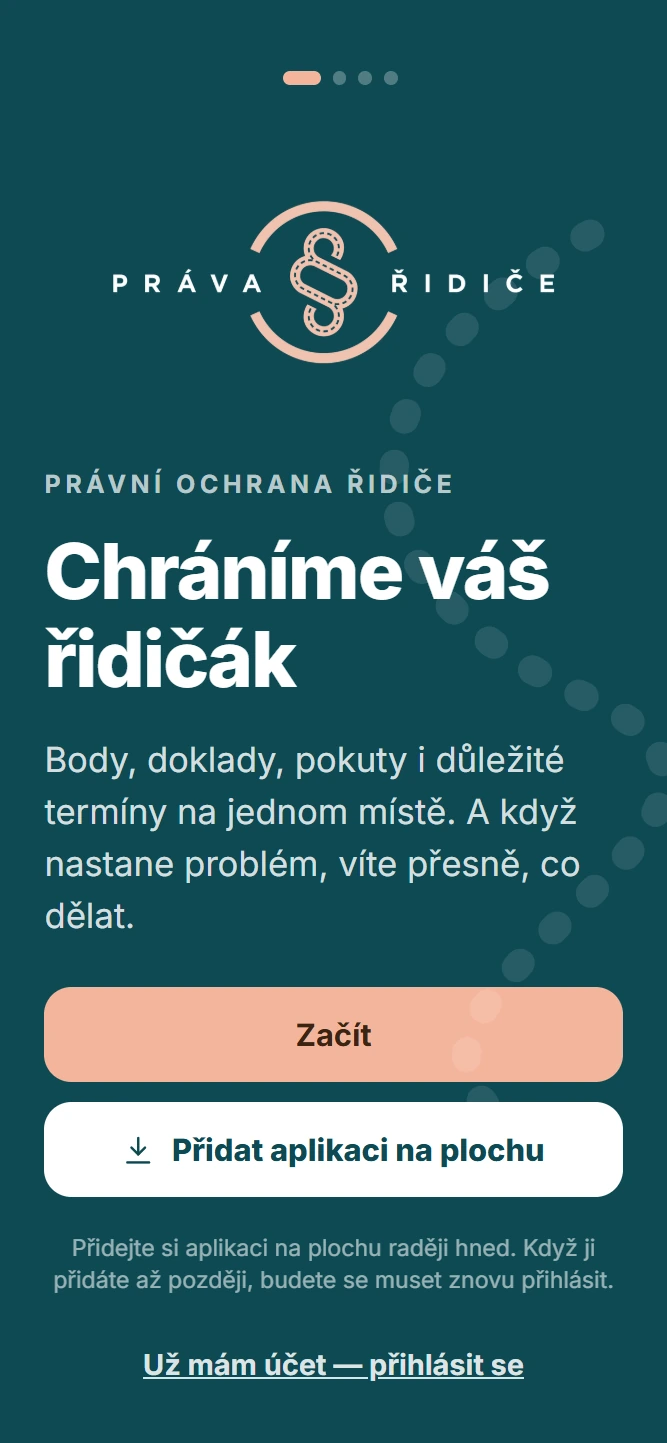 PRÁVA § ŘIDIČE
PRÁVNÍ OCHRANA ŘIDIČE
Chráníme váš
řidičák
Body, doklady, pokuty i důležité
termíny na jednom místě. A když
nastane problém, víte přesně, co
dělat.
Začít
Přidat aplikaci na plochu
Přidejte si aplikaci na plochu raději hned. Když ji
přidáte až později, budete se muset znovu přihlásit.
Už mám účet — přihlásit se